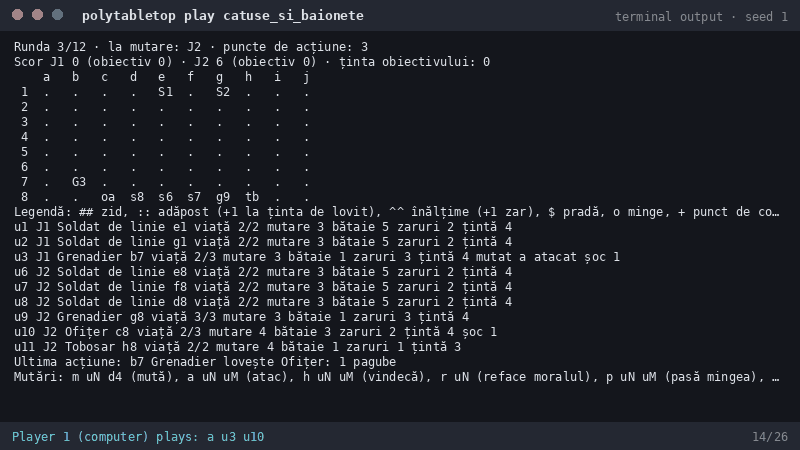 polytabletop play catuse_si_baionete
terminal output · seed 1
Runda 3/12 · la mutare: J2 · puncte de acțiune: 3
Scor J1 0 (obiectiv 0) · J2 6 (obiectiv 0) · ținta obiectivului: 0
a b c d e f g h i j
1 . . . . S1 . S2 . . .
2 . . . . . . . . . .
3 . . . . . . . . . .
4 . . . . . . . . . .
5 . . . . . . . . . .
6 . . . . . . . . . .
7 . G3 . . . . . . . .
8 . . oa s8 s6 s7 g9 tb . .
Legendă: ## zid, :: adăpost (+1 la ținta de lovit), ^^ înălțime (+1 zar), $ pradă, o minge, + punct de co…
u1 J1 Soldat de linie e1 viață 2/2 mutare 3 bătaie 5 zaruri 2 țintă 4
u2 J1 Soldat de linie g1 viață 2/2 mutare 3 bătaie 5 zaruri 2 țintă 4
u3 J1 Grenadier b7 viață 2/3 mutare 3 bătaie 1 zaruri 3 țintă 4 mutat a atacat șoc 1
u6 J2 Soldat de linie e8 viață 2/2 mutare 3 bătaie 5 zaruri 2 țintă 4
u7 J2 Soldat de linie f8 viață 2/2 mutare 3 bătaie 5 zaruri 2 țintă 4
u8 J2 Soldat de linie d8 viață 2/2 mutare 3 bătaie 5 zaruri 2 țintă 4
u9 J2 Grenadier g8 viață 3/3 mutare 3 bătaie 1 zaruri 3 țintă 4
u10 J2 Ofițer c8 viață 2/3 mutare 4 bătaie 3 zaruri 2 țintă 4 șoc 1
u11 J2 Tobosar h8 viață 2/2 mutare 4 bătaie 1 zaruri 1 țintă 3
Ultima acțiune: b7 Grenadier lovește Ofițer: 1 pagube
Mutări: m uN d4 (mută), a uN uM (atac), h uN uM (vindecă), r uN (reface moralul), p uN uM (pasă mingea), …
Player 1 (computer) plays: a u3 u10
14/26